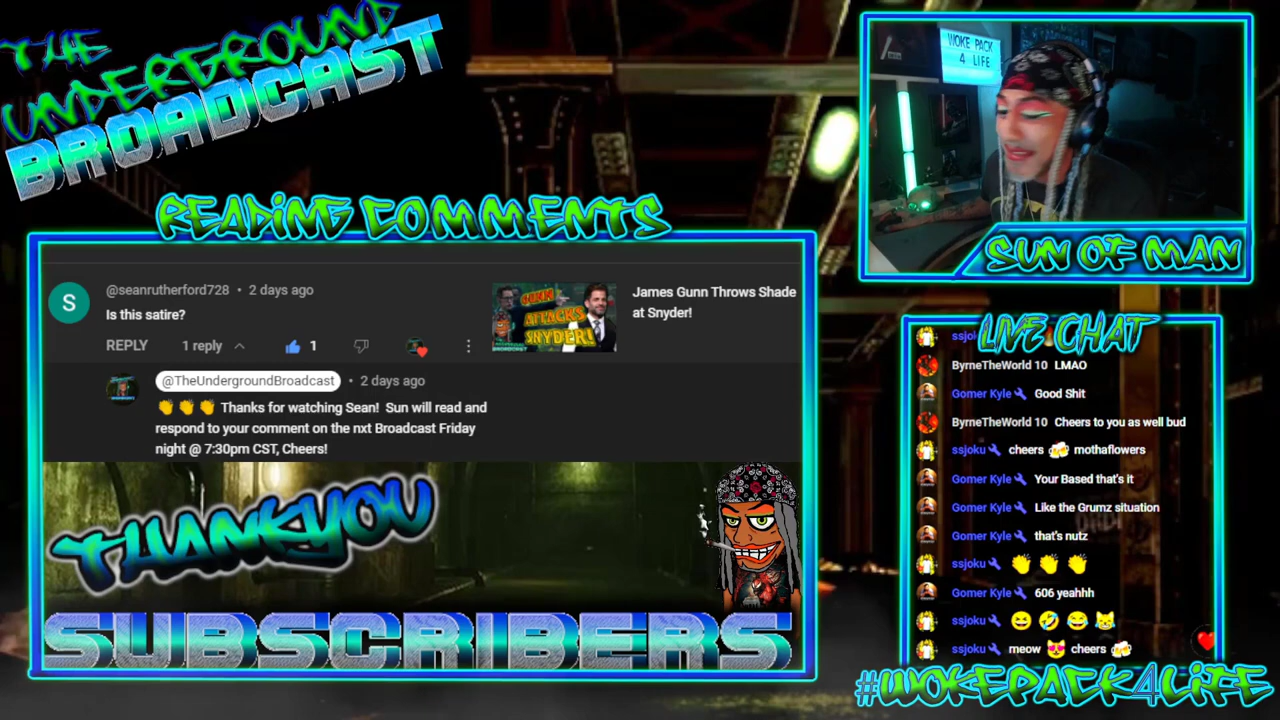 THE
UNDERGROUND
BROADCAST
WOKE PACK
4 LIFE
SUN OF MAN
READING COMMENTS
S
@seanrutherford728 • 2 days ago
Is this satire?
REPLY 1 reply 1
GUNN
ATTACKS
SNYDER!
James Gunn Throws Shade
at Snyder!
@TheUndergroundBroadcast • 2 days ago
👏 👏 👏 Thanks for watching Sean! Sun will read and
respond to your comment on the nxt Broadcast Friday
night @ 7:30pm CST, Cheers!
THANKYOU
SUBSCRIBERS
LIVE CHAT
ssjo
ByrneTheWorld 10 LMAO
Gomer Kyle Good Shit
ByrneTheWorld 10 Cheers to you as well bud
ssjoku cheers 🍻 mothaflowers
Gomer Kyle Your Based that's it
Gomer Kyle Like the Grumz situation
Gomer Kyle that's nutz
ssjoku 👏 👏 👏
Gomer Kyle 606 yeahhh
ssjoku 😆 🤣 😂 😹
ssjoku meow 😻 cheers 🍻
#WOKEPACK4LIFE